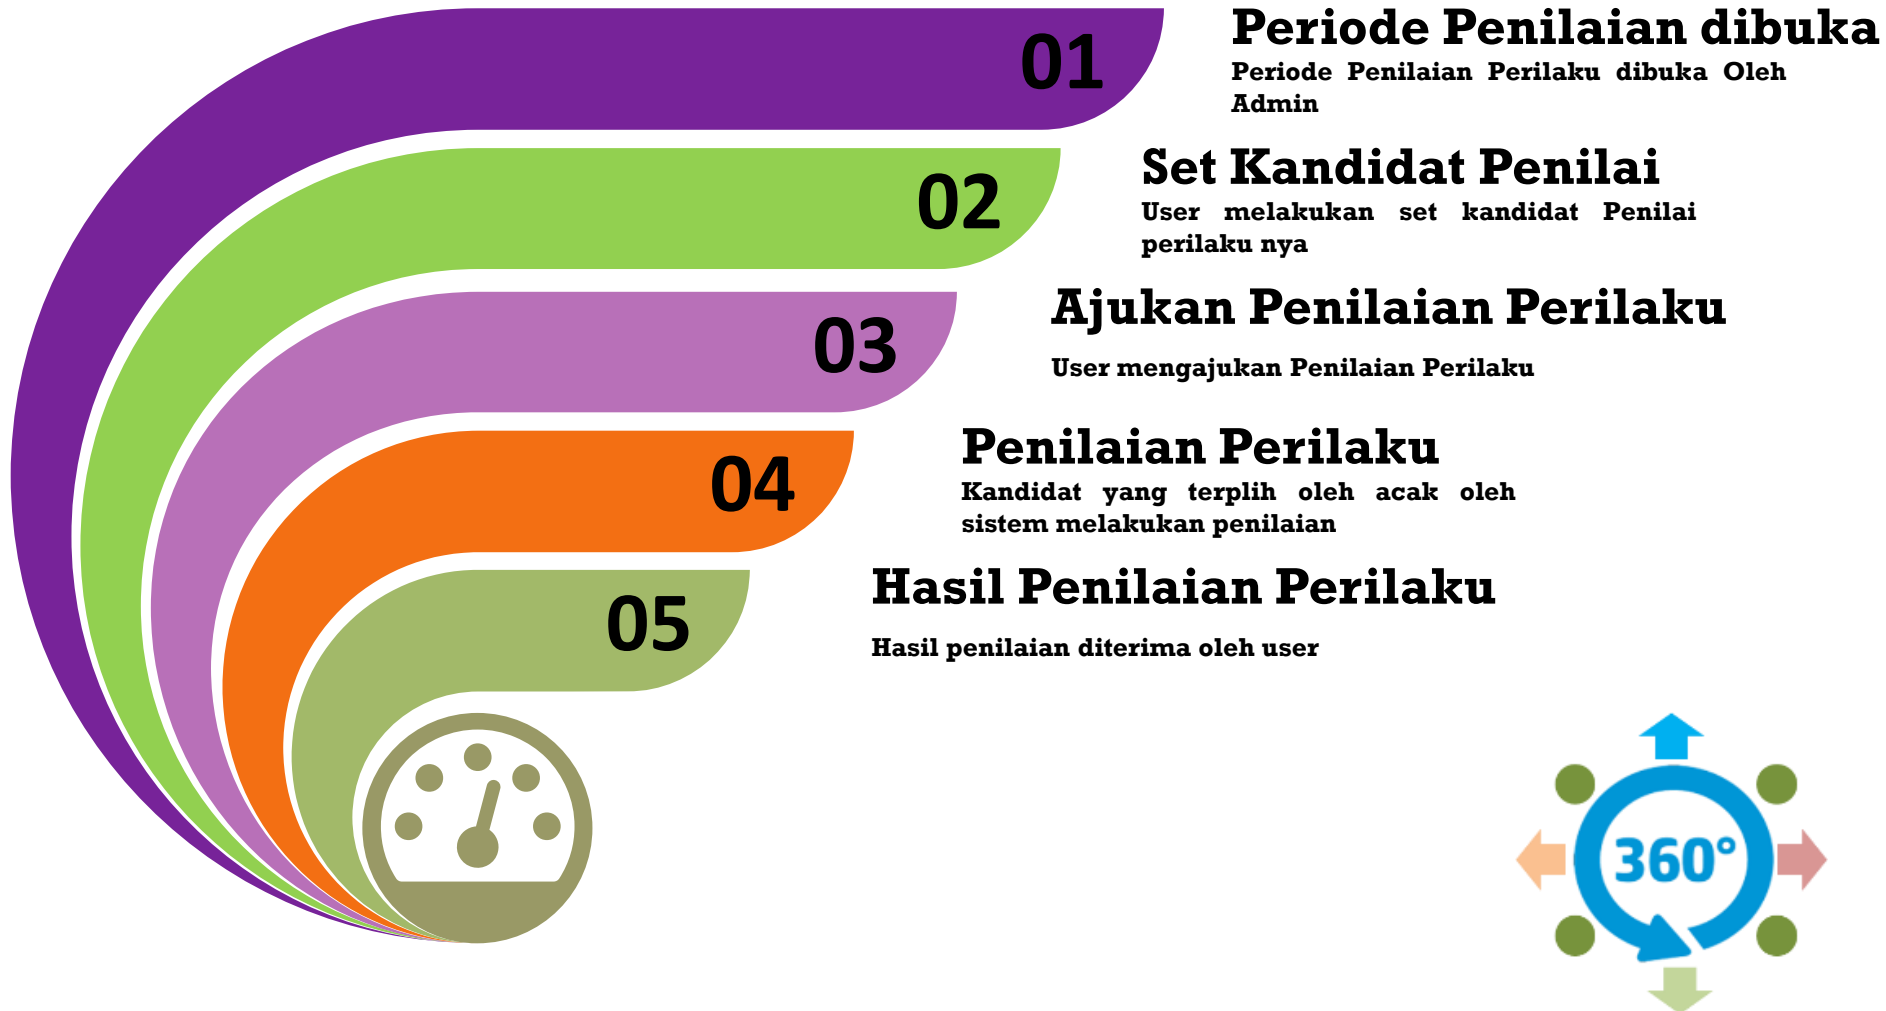 01
Periode Penilaian dibuka
Periode Penilaian Perilaku dibuka Oleh
Admin
02
Set Kandidat Penilai
User melakukan set kandidat Penilai
perilaku nya
03
Ajukan Penilaian Perilaku
User mengajukan Penilaian Perilaku
04
Penilaian Perilaku
Kandidat yang terplih oleh acak oleh
sistem melakukan penilaian
05
Hasil Penilaian Perilaku
Hasil penilaian diterima oleh user
360°